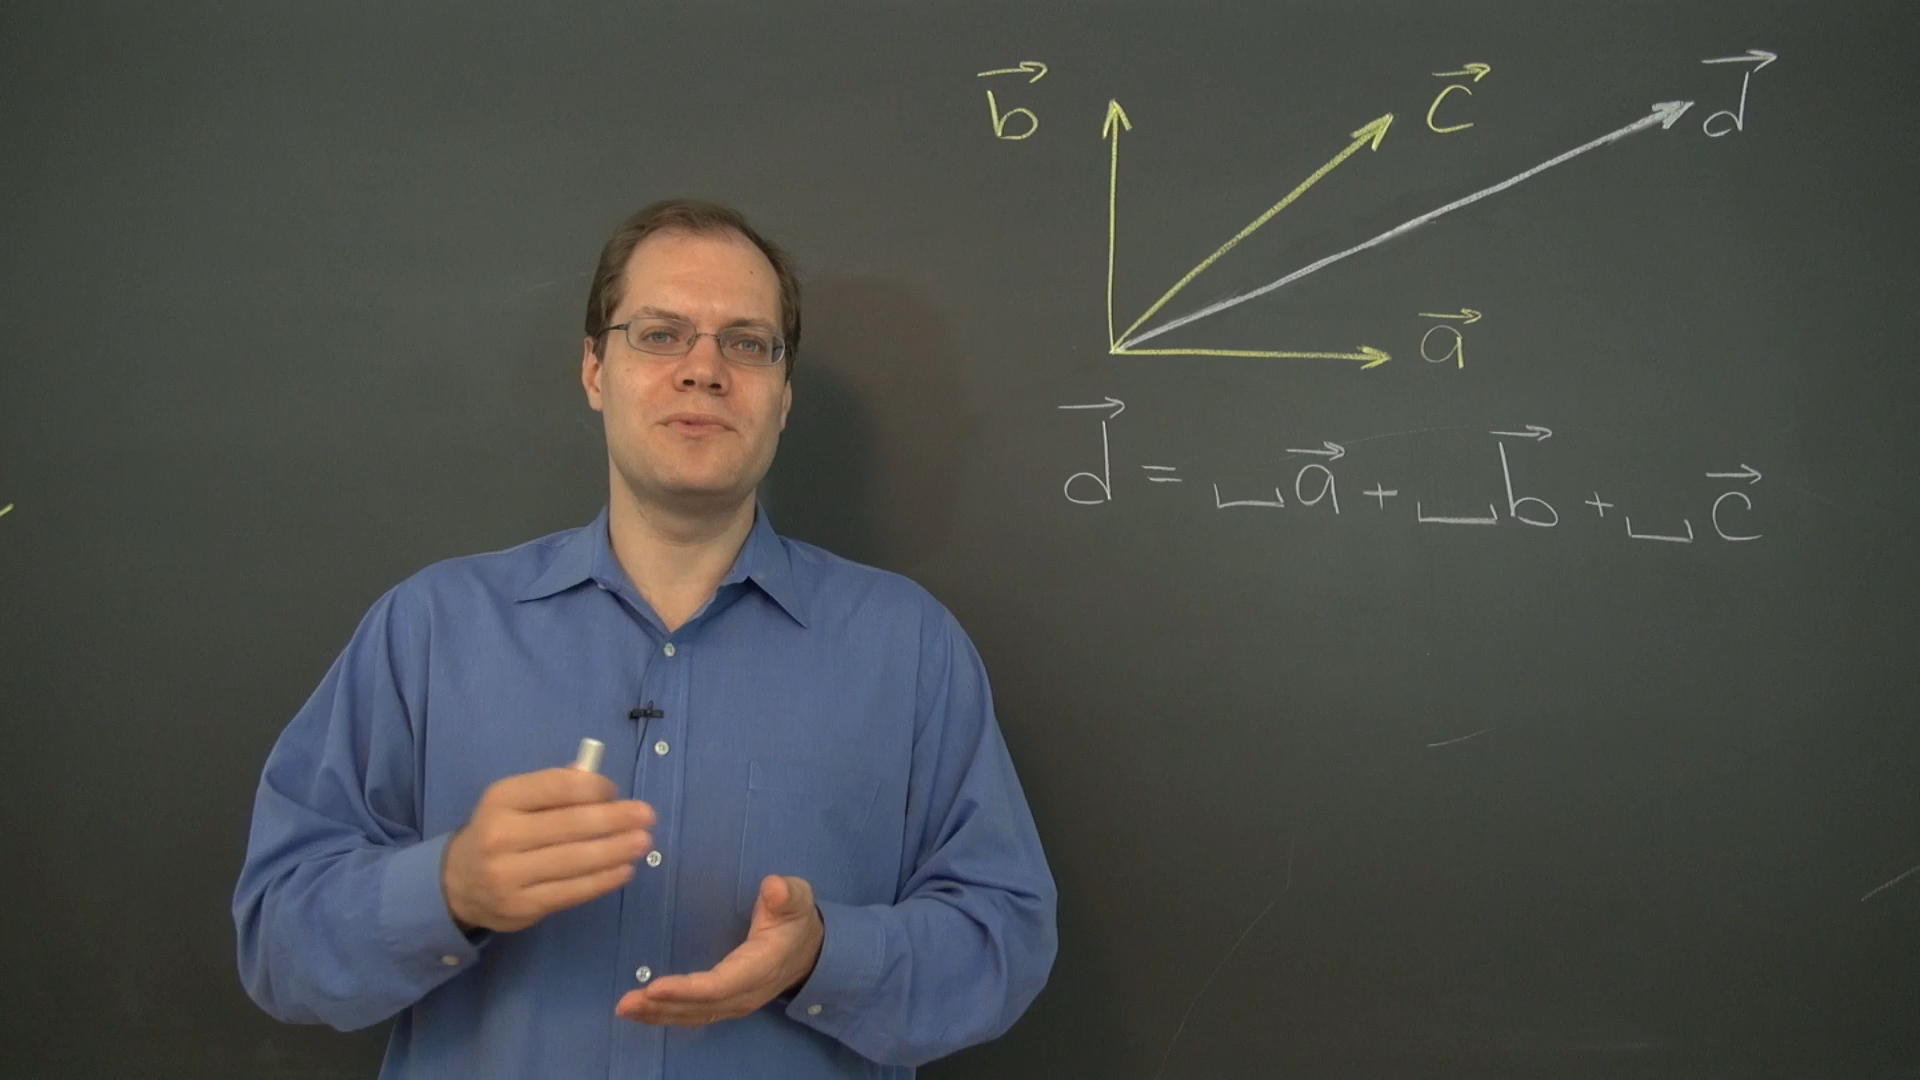 b⃗ c⃗ d⃗
a⃗
d⃗ = ⎵a⃗ + ⎵b⃗ + ⎵c⃗